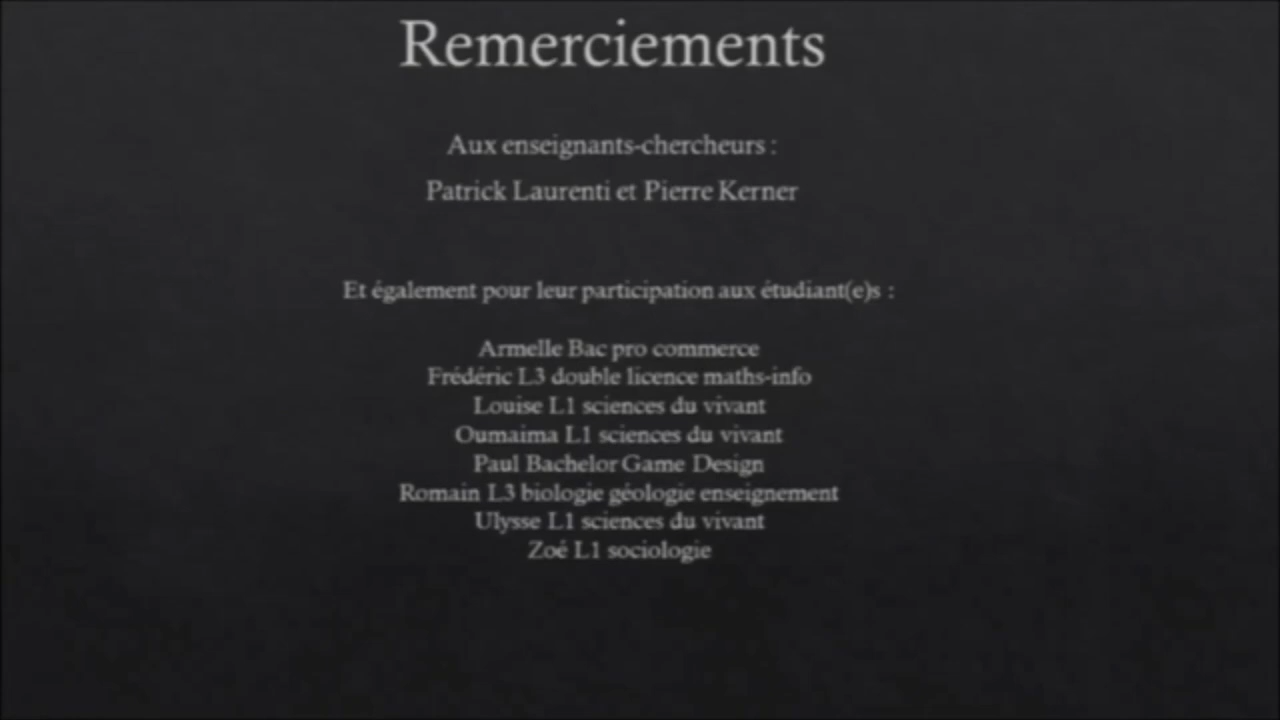 Remerciements
Aux enseignants-chercheurs :
Patrick Laurenti et Pierre Kerner
Et également pour leur participation aux étudiant(e)s :
Armelle Bac pro commerce
Frédéric L3 double licence maths-info
Louise L1 sciences du vivant
Oumaima L1 sciences du vivant
Paul Bachelor Game Design
Romain L3 biologie géologie enseignement
Ulysse L1 sciences du vivant
Zoé L1 sociologie